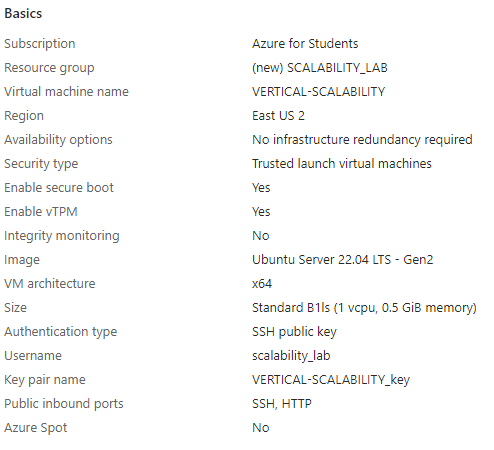 Basics
Subscription Azure for Students
Resource group (new) SCALABILITY_LAB
Virtual machine name VERTICAL-SCALABILITY
Region East US 2
Availability options No infrastructure redundancy required
Security type Trusted launch virtual machines
Enable secure boot Yes
Enable vTPM Yes
Integrity monitoring No
Image Ubuntu Server 22.04 LTS - Gen2
VM architecture x64
Size Standard B1ls (1 vcpu, 0.5 GiB memory)
Authentication type SSH public key
Username scalability_lab
Key pair name VERTICAL-SCALABILITY_key
Public inbound ports SSH, HTTP
Azure Spot No